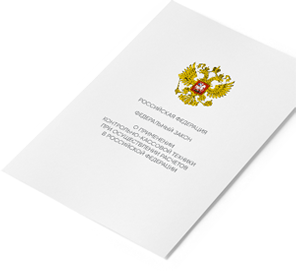 РОССИЙСКАЯ ФЕДЕРАЦИЯ
ФЕДЕРАЛЬНЫЙ ЗАКОН
О ПРИМЕНЕНИИ
КОНТРОЛЬНО-КАССОВОЙ ТЕХНИКИ
ПРИ ОСУЩЕСТВЛЕНИИ РАСЧЕТОВ
В РОССИЙСКОЙ ФЕДЕРАЦИИ